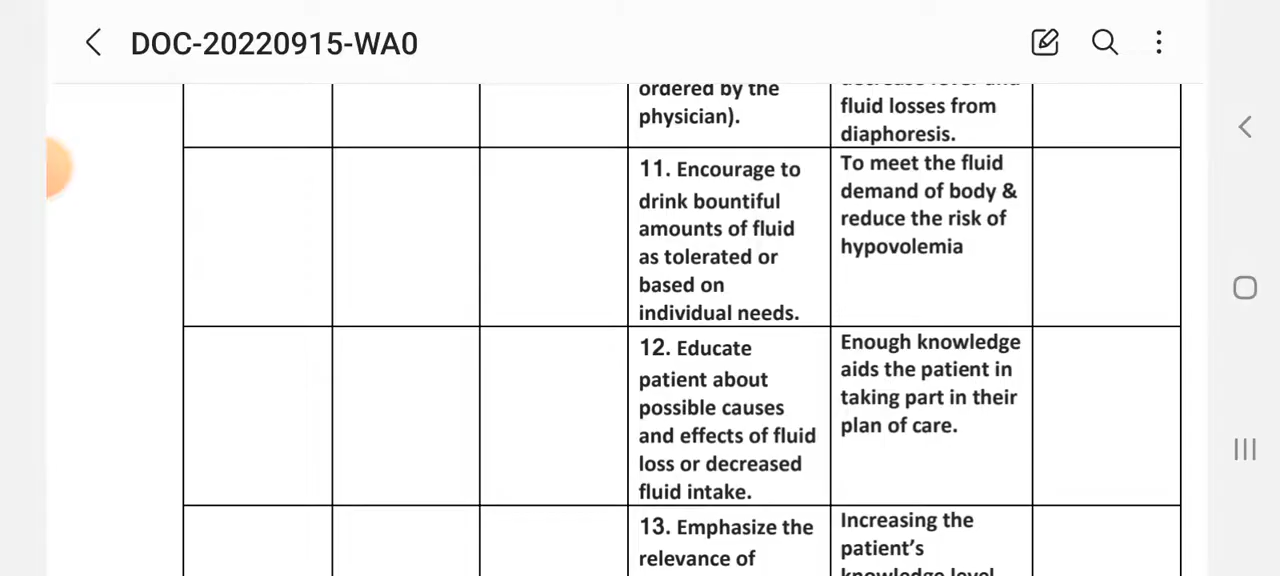 DOC-20220915-WA0
ordered by the
physician).
fluid losses from
diaphoresis.
11. Encourage to
drink bountiful
amounts of fluid
as tolerated or
based on
individual needs.
To meet the fluid
demand of body &
reduce the risk of
hypovolemia
12. Educate
patient about
possible causes
and effects of fluid
loss or decreased
fluid intake.
Enough knowledge
aids the patient in
taking part in their
plan of care.
13. Emphasize the
relevance of
Increasing the
patient's
knowledge level